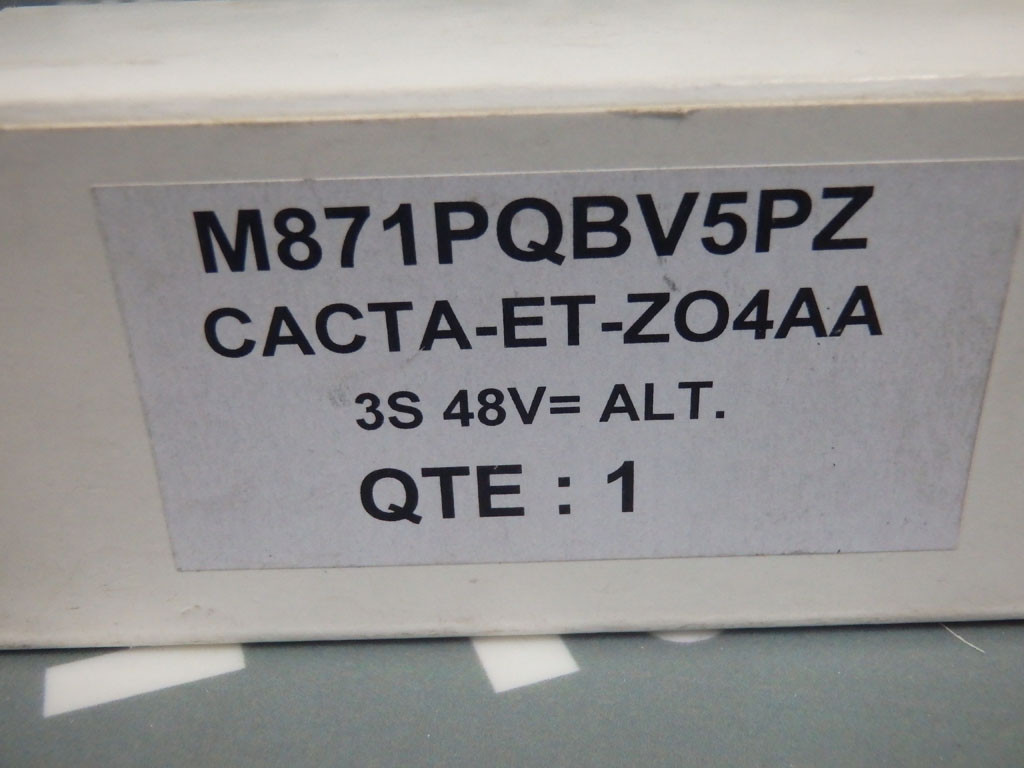 M871PQBV5PZ
CACTA-ET-ZO4AA
3S 48V= ALT.
QTE : 1